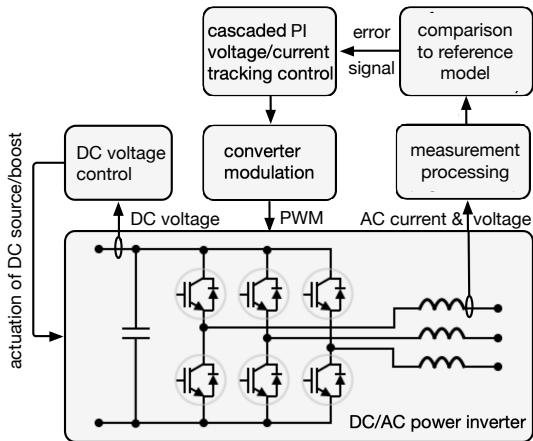 cascaded PI
voltage/current
tracking control
error
signal
comparison
to reference
model
DC voltage
control
converter
modulation
measurement
processing
actuation of DC source/boost
DC voltage
PWM
AC current & voltage
DC/AC power inverter